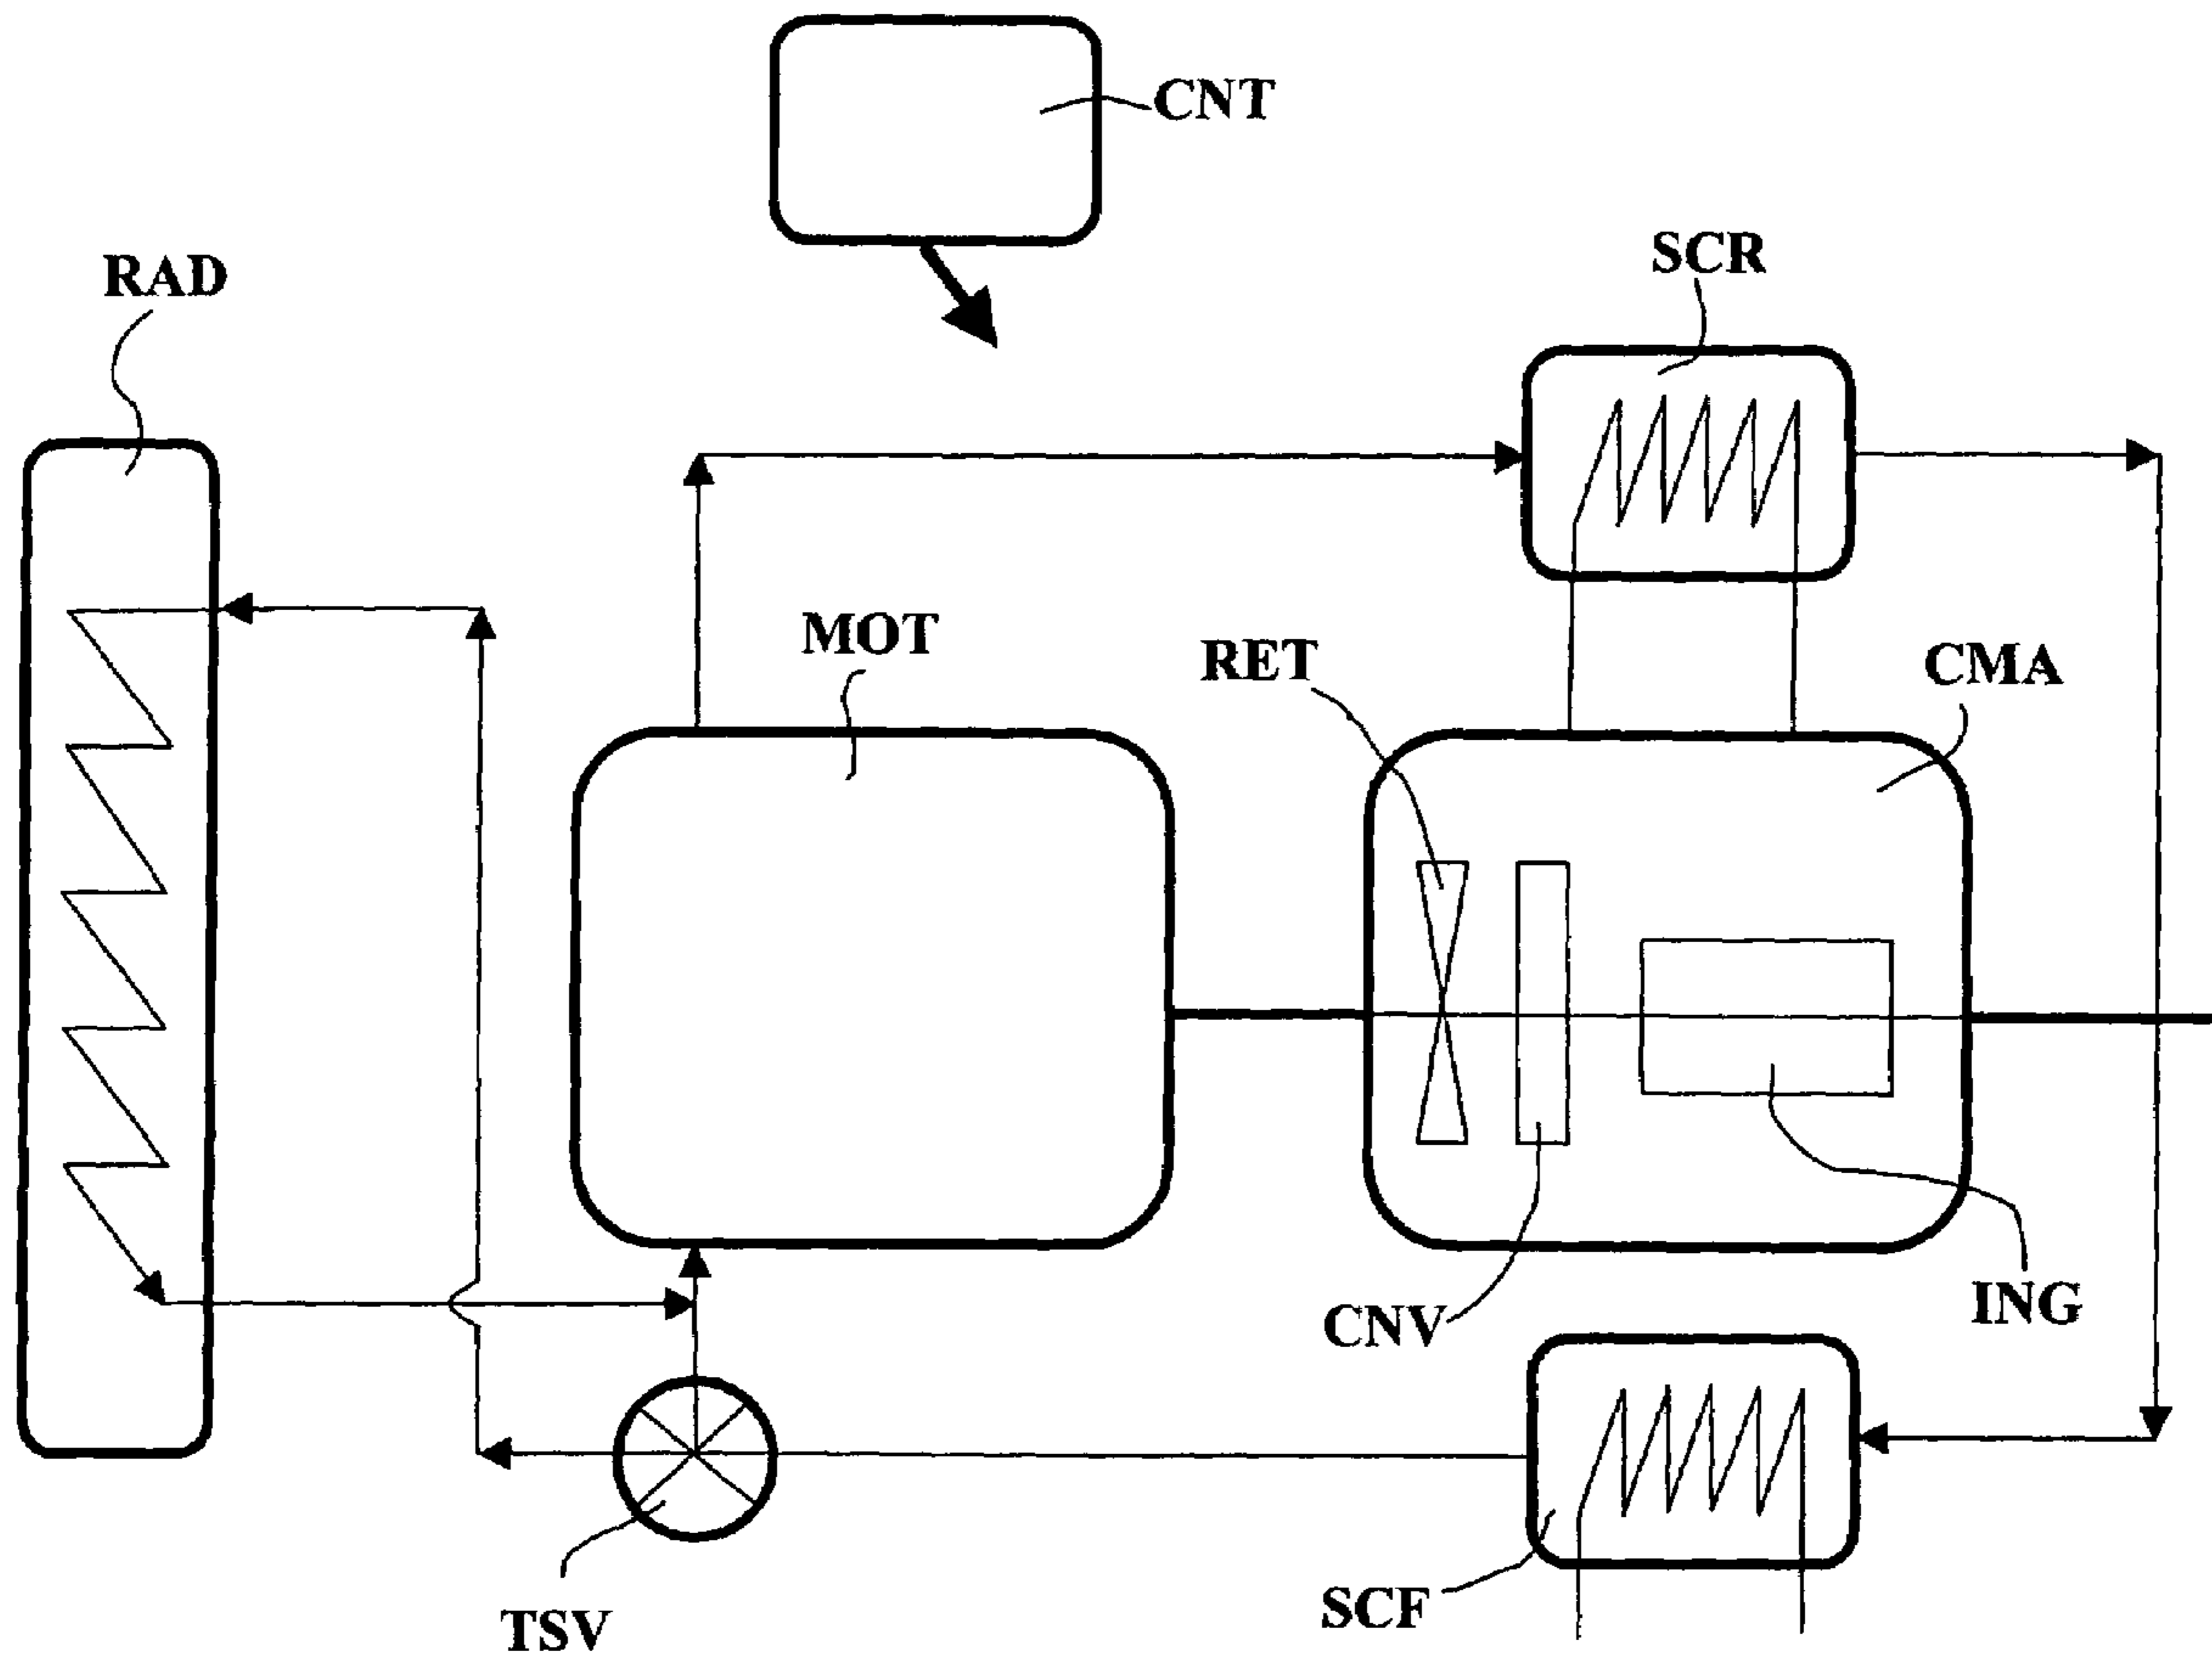 CNT
SCR
RAD
MOT
RET
CMA
ING
CNV
SCF
TSV